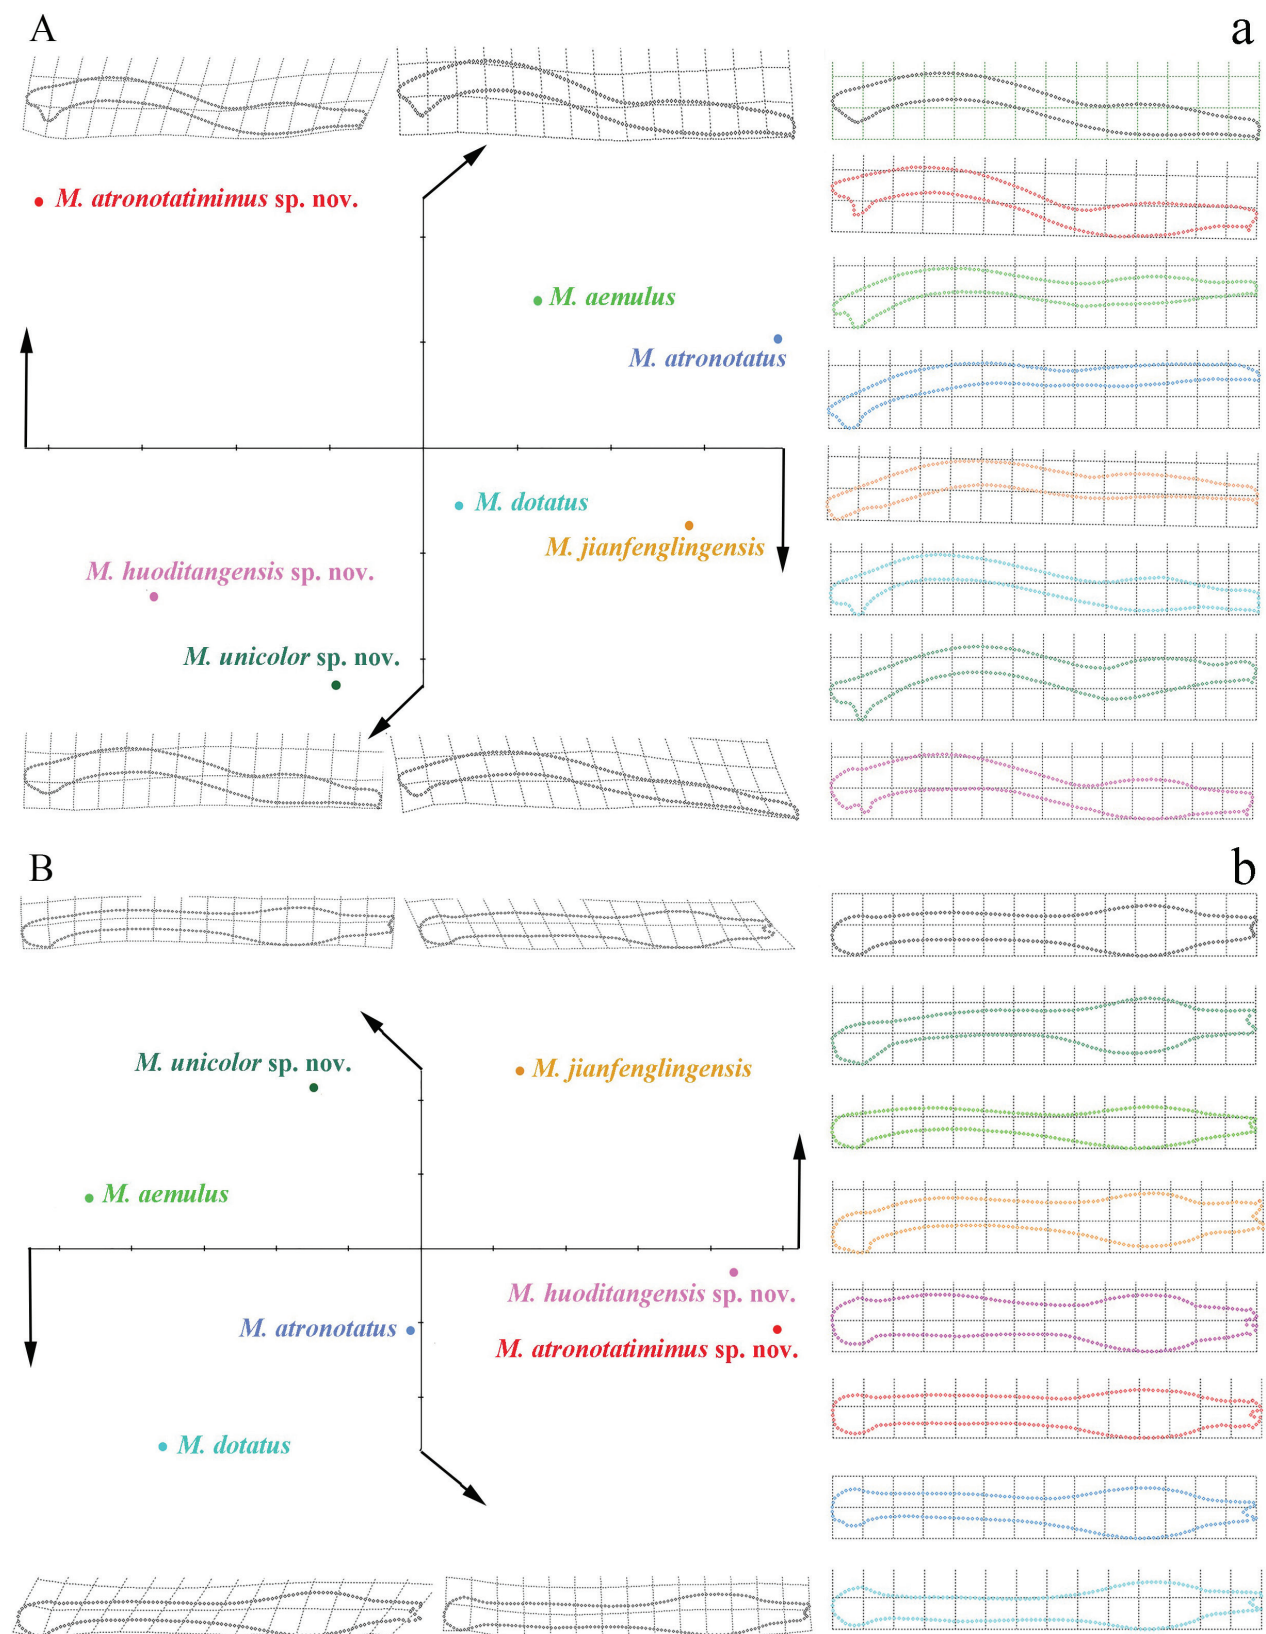 A
a
M. atronotatimimus sp. nov.
M. aemulus
M. atronotatus
M. dotatus
M. jianfenglingensis
M. huoditangensis sp. nov.
M. unicolor sp. nov.
B
b
M. unicolor sp. nov.
M. jianfenglingensis
M. aemulus
M. huoditangensis sp. nov.
M. atronotatus
M. atronotatimimus sp. nov.
M. dotatus